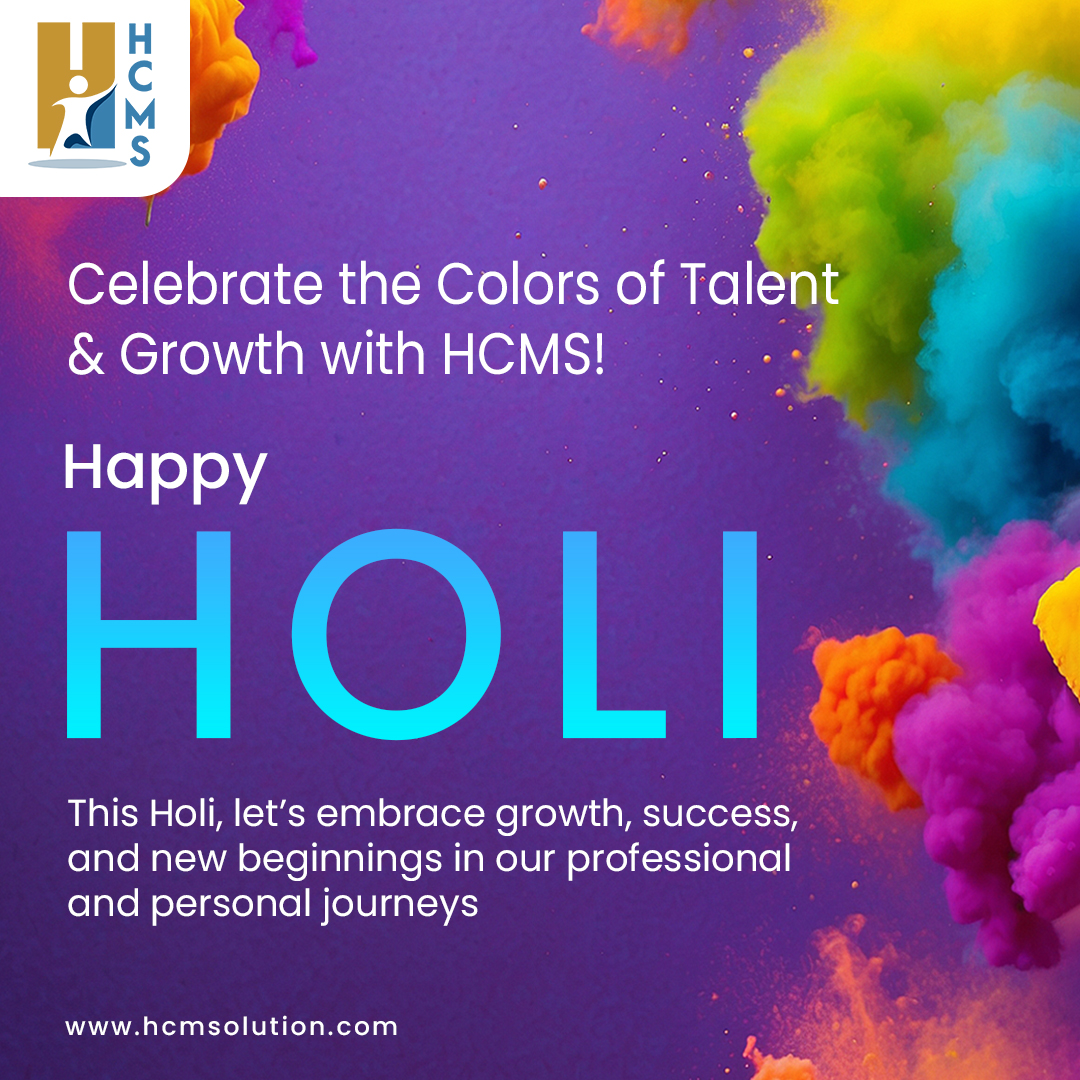 HCMS
Celebrate the Colors of Talent
& Growth with HCMS!
Happy
HOLI
This Holi, let’s embrace growth, success,
and new beginnings in our professional
and personal journeys
www.hcmsolution.com